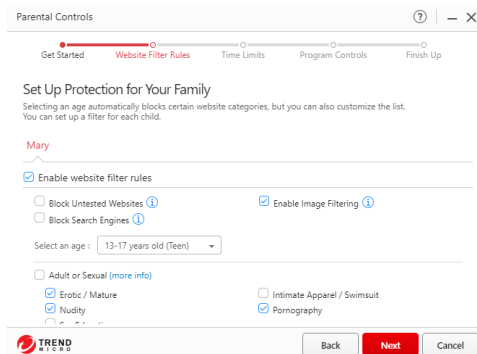 Parental Controls
Get Started Website Filter Rules Time Limits Program Controls Finish Up
Set Up Protection for Your Family
Selecting an age automatically blocks certain website categories, but you can also customize the list.
You can set up a filter for each child.
Mary
Enable website filter rules
Block Untested Websites Enable Image Filtering
Block Search Engines
Select an age : 13-17 years old (Teen)
Adult or Sexual (more info)
Erotic / Mature Intimate Apparel / Swimsuit
Nudity Pornography
TREND
MICRO
Back Next Cancel